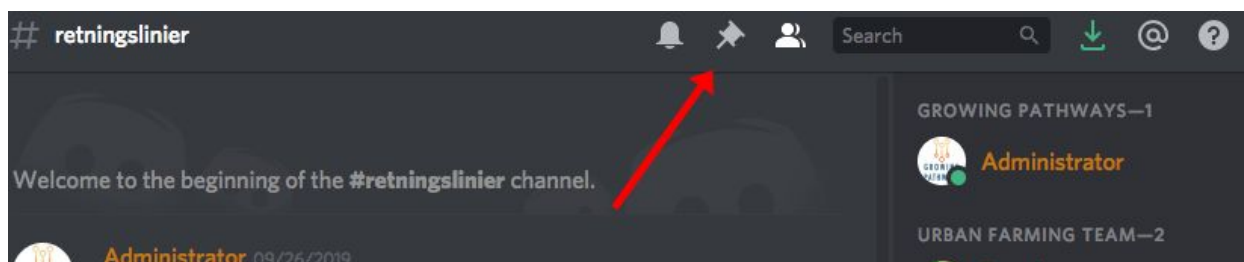 # retningslinier
Search
GROWING PATHWAYS—1
GROWING
Administrator
Welcome to the beginning of the #retningslinier channel.
URBAN FARMING TEAM—2
Administrator 09/26/2019